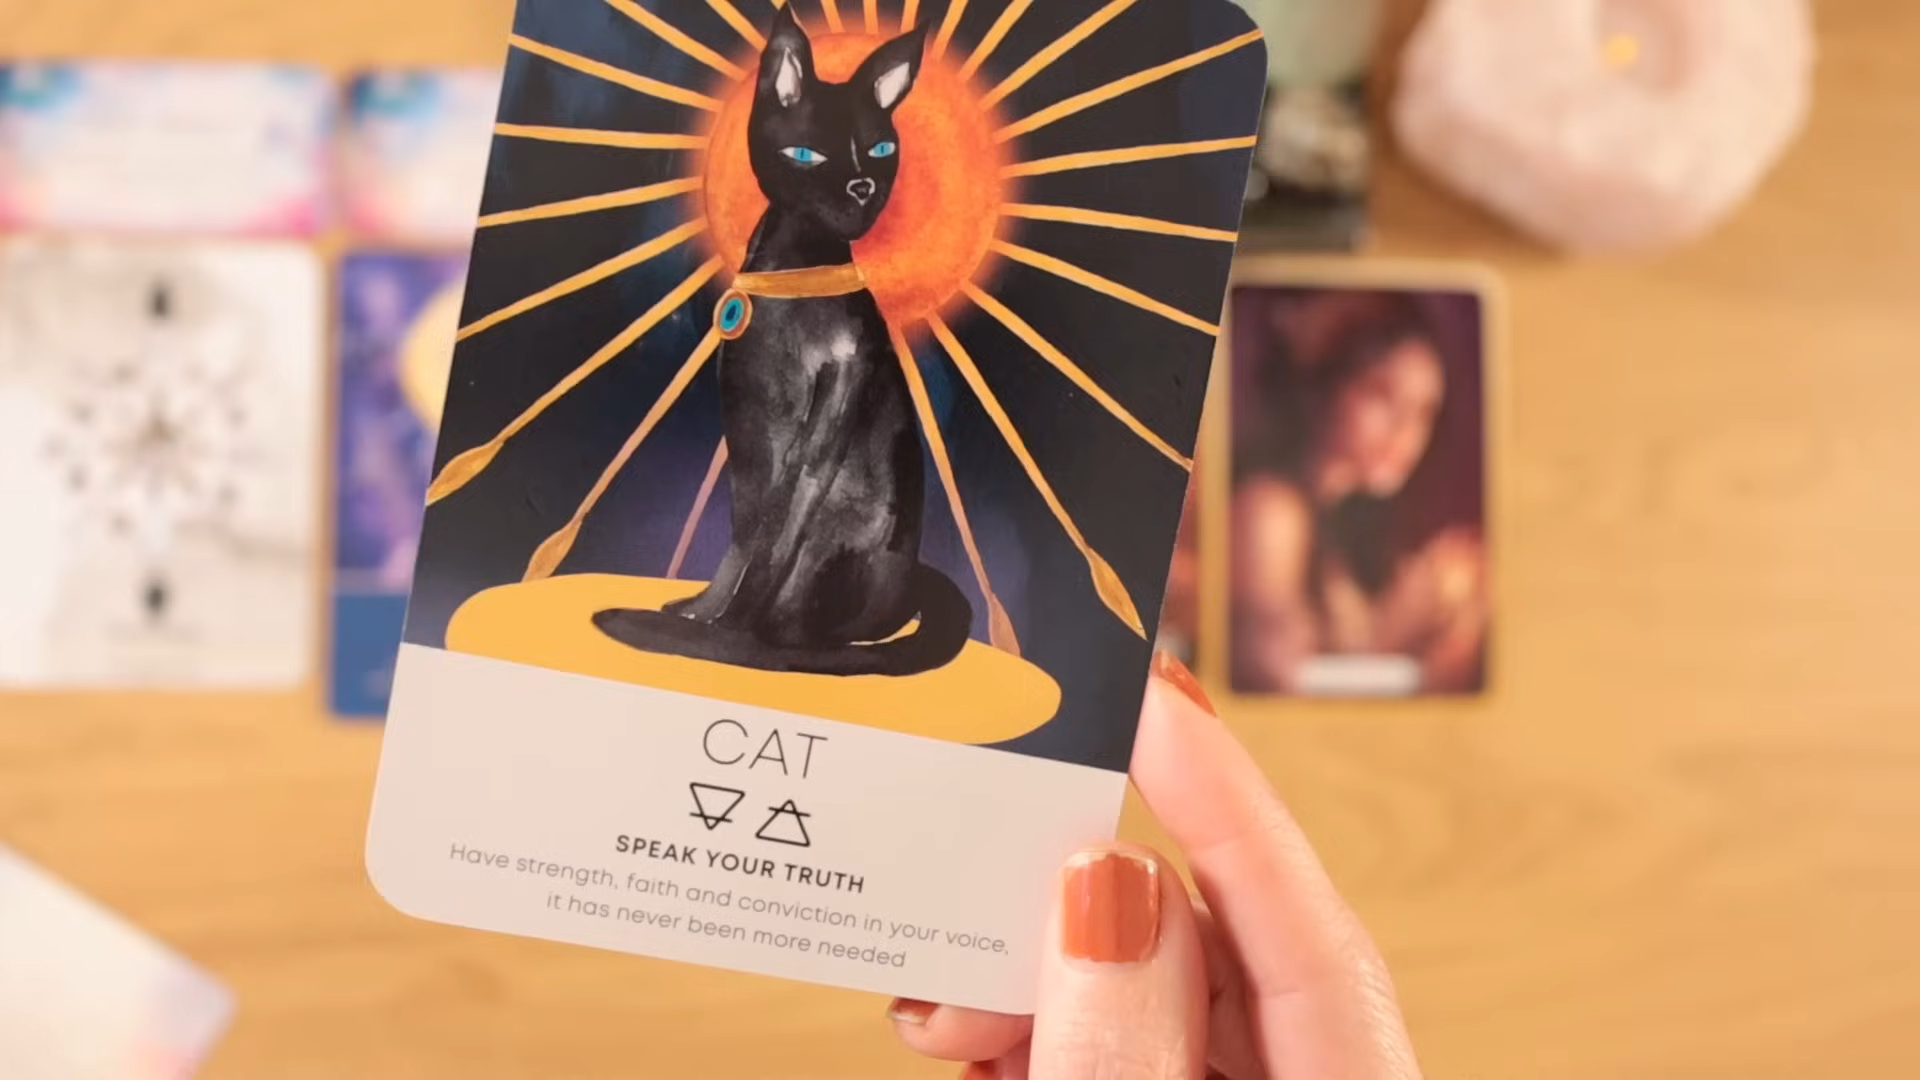 CAT
SPEAK YOUR TRUTH
Have strength, faith and conviction in your voice,
it has never been more needed